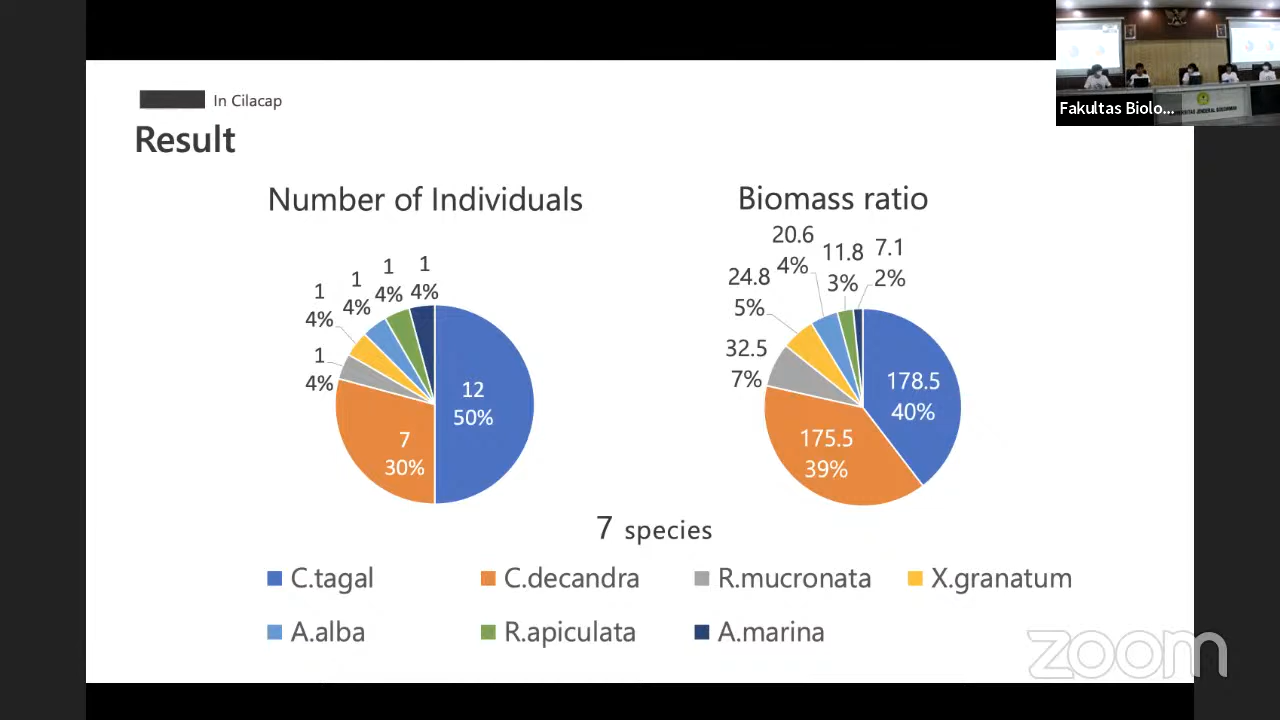 In Cilacap
Result
Number of Individuals
Biomass ratio
1
4%
1
4%
1
4%
1
4%
1
4%
12
50%
7
30%
20.6
4%
11.8
3%
7.1
2%
24.8
5%
32.5
7%
178.5
40%
175.5
39%
7 species
C.tagal
C.decandra
R.mucronata
X.granatum
A.alba
R.apiculata
A.marina
Fakultas Biolo...
zoom